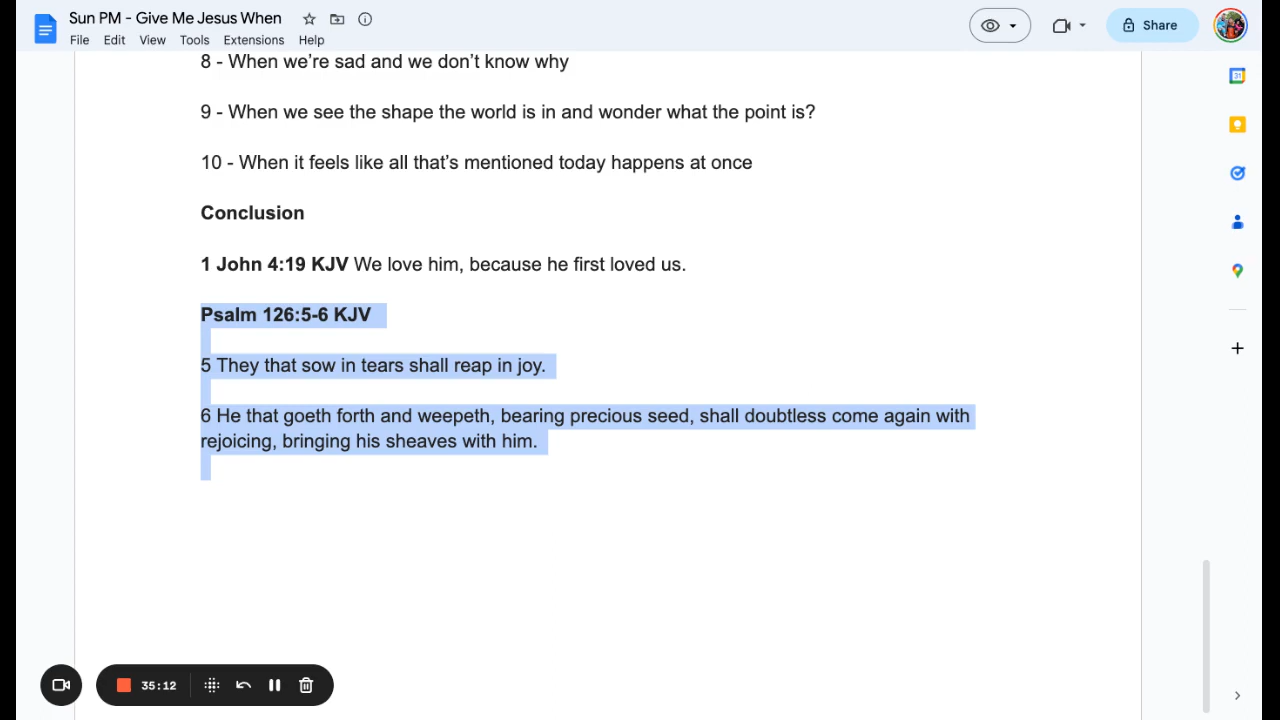 Sun PM - Give Me Jesus When
Share
File Edit View Tools Extensions Help
31
8 - When we’re sad and we don’t know why
9 - When we see the shape the world is in and wonder what the point is?
10 - When it feels like all that’s mentioned today happens at once
Conclusion
1 John 4:19 KJV We love him, because he first loved us.
Psalm 126:5-6 KJV
5 They that sow in tears shall reap in joy.
6 He that goeth forth and weepeth, bearing precious seed, shall doubtless come again with
rejoicing, bringing his sheaves with him.
35:12